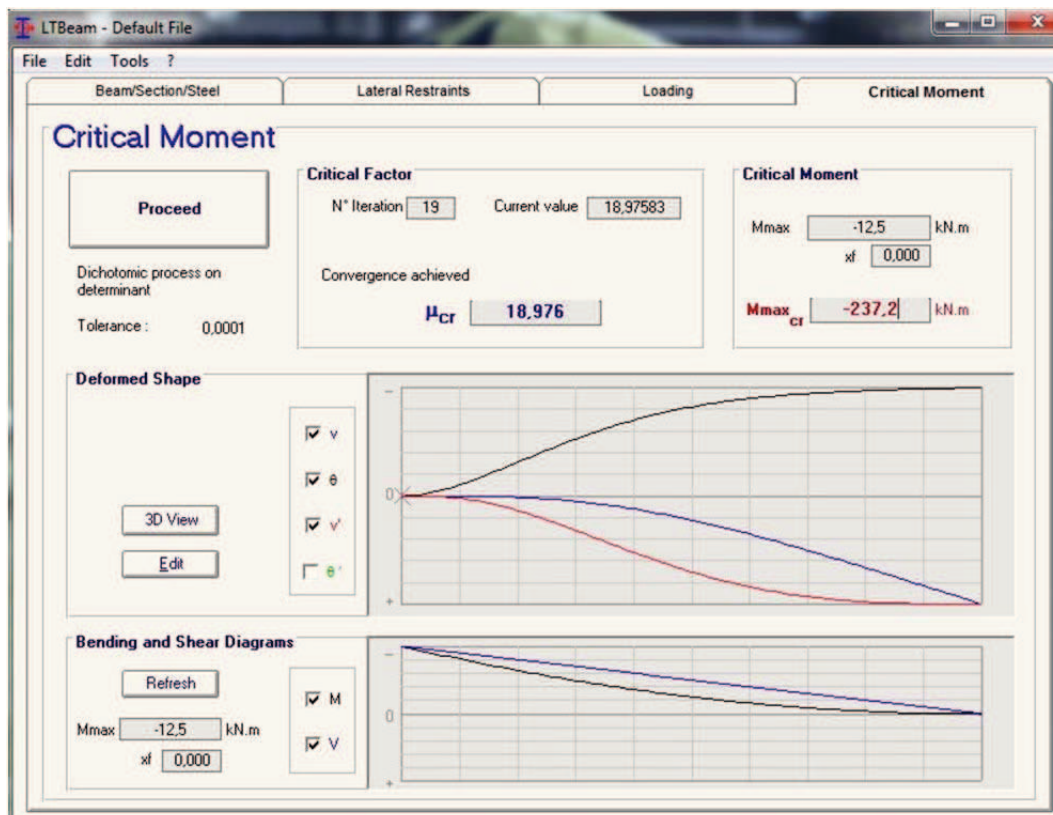 LTBeam - Default File
File Edit Tools ?
Beam/Section/Steel Lateral Restraints Loading Critical Moment
Critical Moment
Proceed
Dichotomic process on
determinant
Tolerance : 0,0001
Critical Factor
N° Iteration 19 Current value 18,97583
Convergence achieved
μcr 18,976
Critical Moment
Mmax -12,5 kN.m
xf 0,000
Mmax cr -237,2 kN.m
Deformed Shape
v
θ
v'
θ'
3D View
Edit
−
0
+
Bending and Shear Diagrams
Refresh
Mmax -12,5 kN.m
xf 0,000
M
V
−
0
+